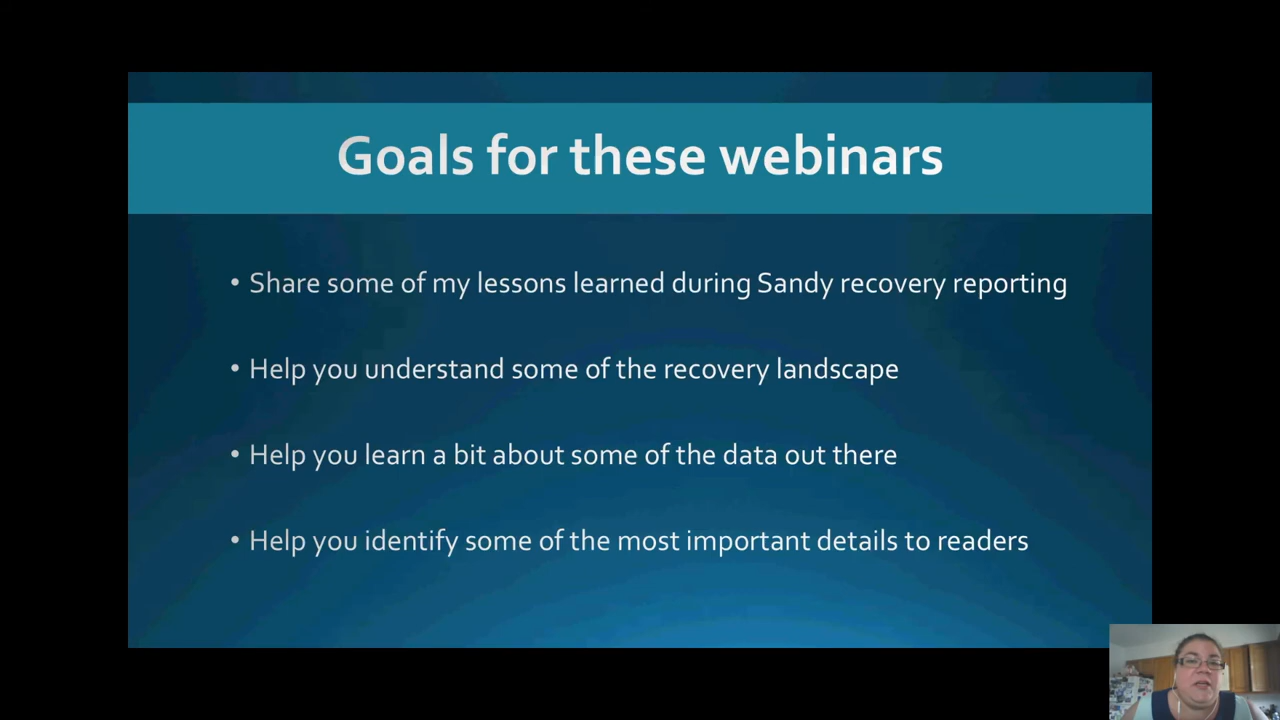 Goals for these webinars
• Share some of my lessons learned during Sandy recovery reporting
• Help you understand some of the recovery landscape
• Help you learn a bit about some of the data out there
• Help you identify some of the most important details to readers